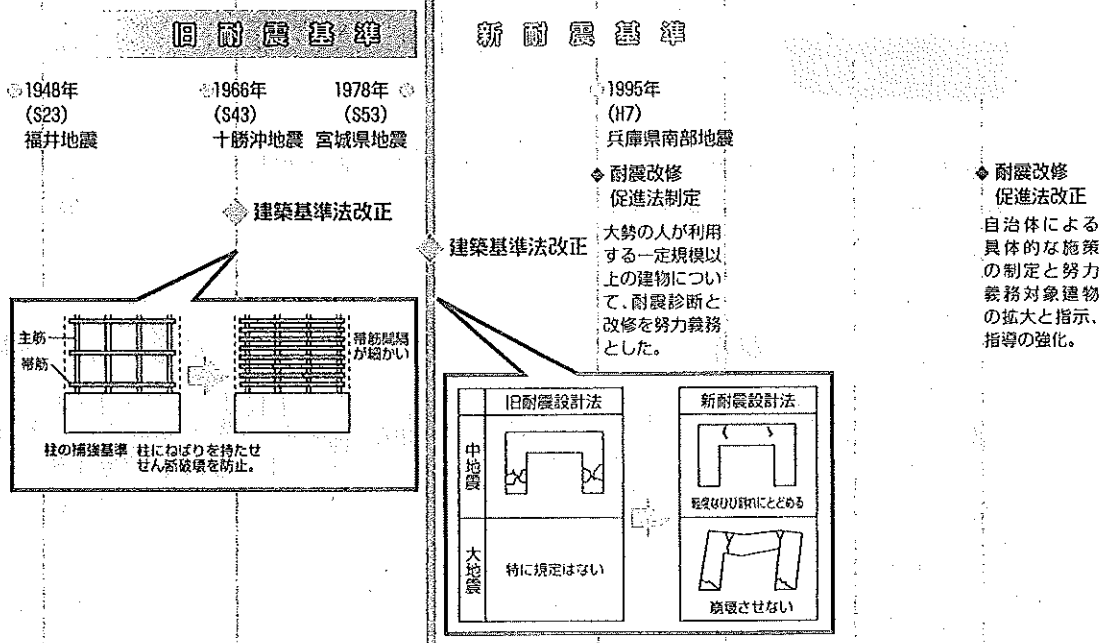 旧耐震基準
新耐震基準
1948年
(S23)
福井地震
1966年
(S43)
十勝沖地震
1978年
(S53)
宮城県地震
1995年
(H7)
兵庫県南部地震
耐震改修
促進法制定
大勢の人が利用
する一定規模以
上の建物につい
て、耐震診断と
改修を努力義務
とした。
耐震改修
促進法改正
自治体による
具体的な施策
の制定と努力
義務対象建物
の拡大と指示、
指導の強化。
建築基準法改正
建築基準法改正
主筋
帯筋
帯筋間隔
が細かい
柱の補強基準 柱にねばりを持たせ
せん断破壊を防止。
旧耐震設計法
新耐震設計法
中地震
軽度なひび割れにとどめる
大地震
特に規定はない
崩壊させない